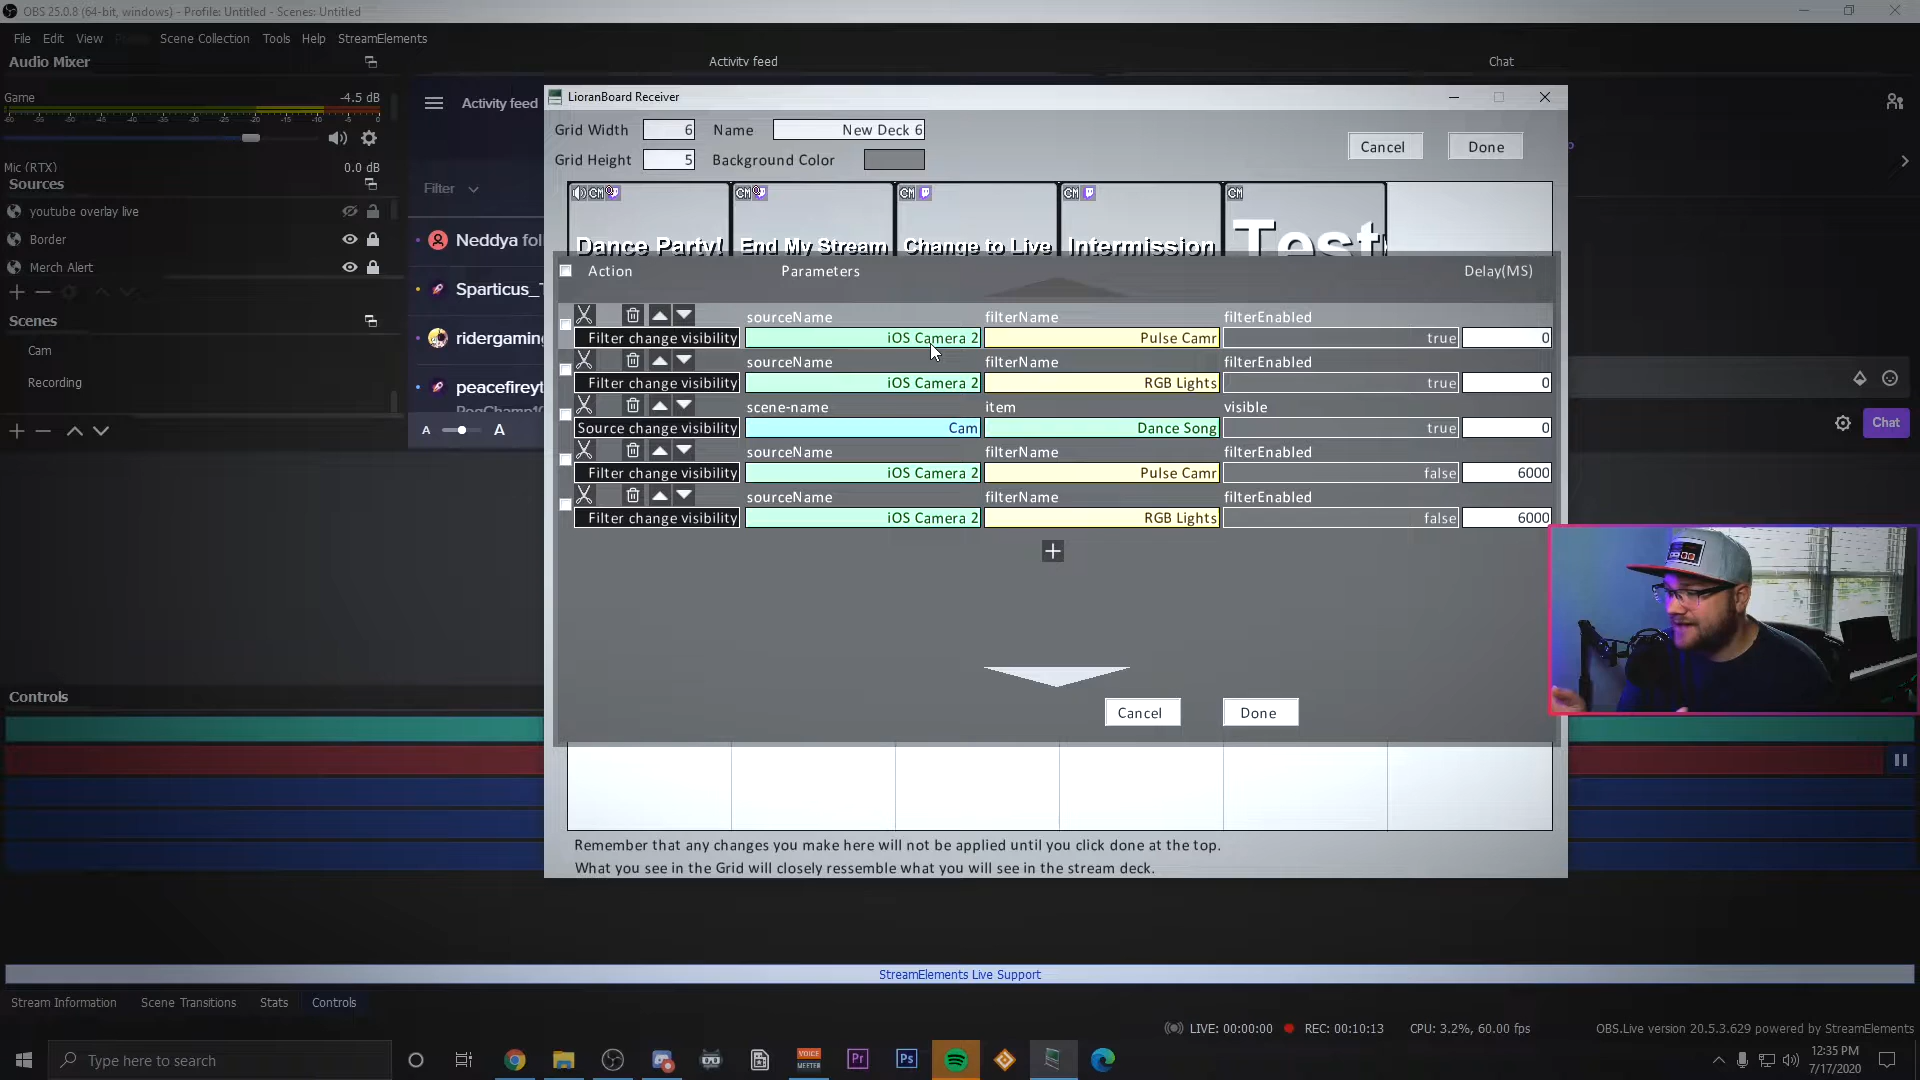 OBS 25.0.8 (64-bit, windows) - Profile: Untitled - Scenes: Untitled
File Edit View Scene Collection Tools Help StreamElements
Audio Mixer
Activity feed
Chat
Game
-4.5 dB
Activity feed
LioranBoard Receiver
Grid Width 6 Name New Deck 6
Cancel Done
Grid Height 5 Background Color
Mic (RTX) 0.0 dB
Sources
Filter
youtube overlay live
Border
Merch Alert
Neddya fol
Sparticus_
ridergaming
peacefireyt
PogChamp1
Dance Party! End My Stream Change to Live Intermission Test
Action Parameters Delay(MS)
sourceName filterName filterEnabled
Filter change visibility iOS Camera 2 Pulse Camr true 0
sourceName filterName filterEnabled
Filter change visibility iOS Camera 2 RGB Lights true 0
scene-name item visible
Source change visibility Cam Dance Song true 0
sourceName filterName filterEnabled
Filter change visibility iOS Camera 2 Pulse Camr false 6000
sourceName filterName filterEnabled
Filter change visibility iOS Camera 2 RGB Lights false 6000
Scenes
Cam
Recording
A A
Chat
Cancel Done
Controls
Remember that any changes you make here will not be applied until you click done at the top.
What you see in the Grid will closely ressemble what you will see in the stream deck.
StreamElements Live Support
Stream Information Scene Transitions Stats Controls
LIVE: 00:00:00 REC: 00:10:13 CPU: 3.2%, 60.00 fps OBS.Live version 20.5.3.629 powered by StreamElements
Type here to search
VOICE MEETER
Pr
Ps
12:35 PM
7/17/2020